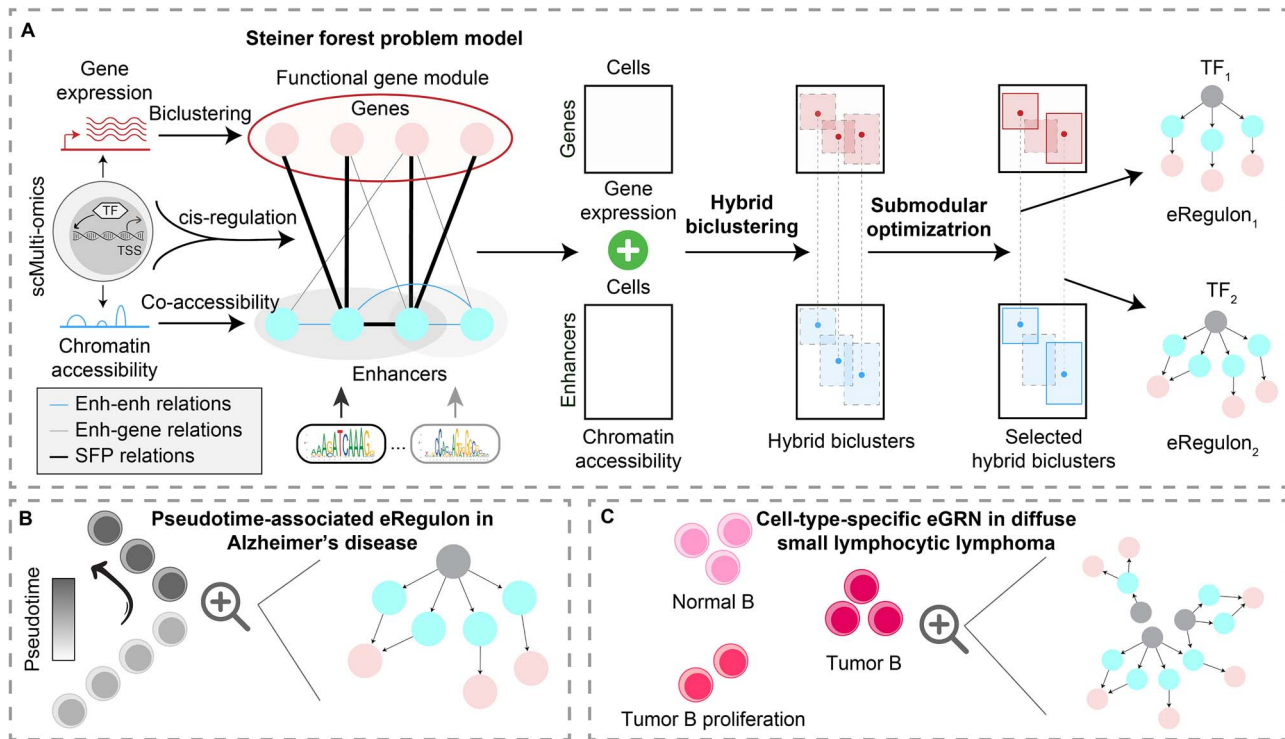 A
Steiner forest problem model
Gene
expression
Biclustering
Functional gene module
Genes
scMulti-omics
TF
TSS
cis-regulation
Co-accessibility
Chromatin
accessibility
Enhancers
Enh-enh relations
Enh-gene relations
SFP relations
...
Cells
Genes
Gene
expression
Cells
Enhancers
Chromatin
accessibility
Hybrid
biclustering
Hybrid biclusters
Submodular
optimizatrion
Selected
hybrid biclusters
TF1
eRegulon1
TF2
eRegulon2
B
Pseudotime-associated eRegulon in
Alzheimer's disease
Pseudotime
C
Cell-type-specific eGRN in diffuse
small lymphocytic lymphoma
Normal B
Tumor B
Tumor B proliferation